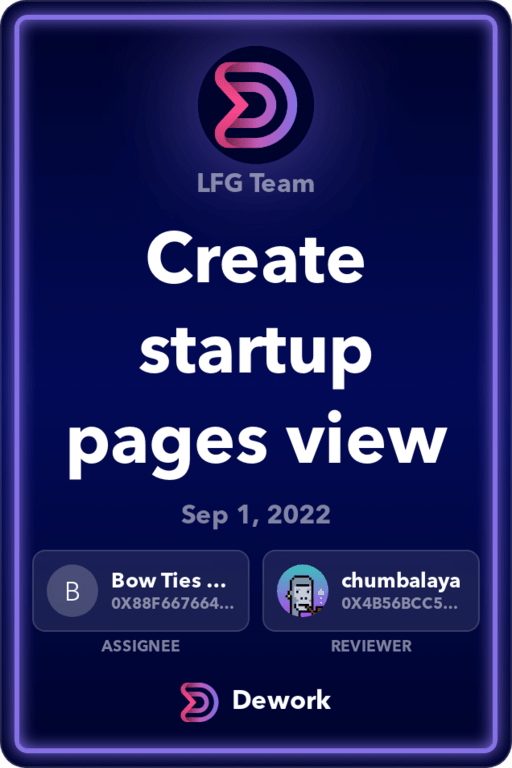 LFG Team
Create
startup
pages view
Sep 1, 2022
B
Bow Ties ...
0X88F667664...
ASSIGNEE
chumbalaya
0X4B56BCC5...
REVIEWER
Dework